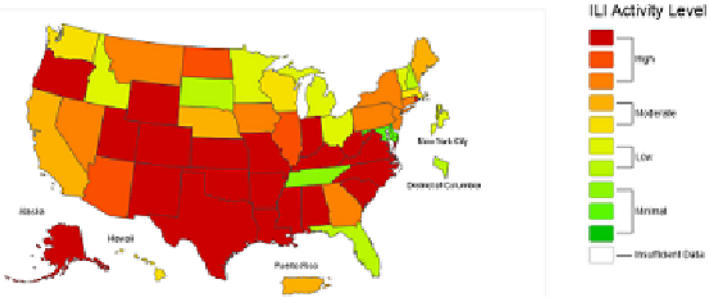 ILI Activity Level
High
Moderate
Low
Minimal
Insufficient Data
New York City
District of Columbia
Alaska
Hawaii
Puerto Rico